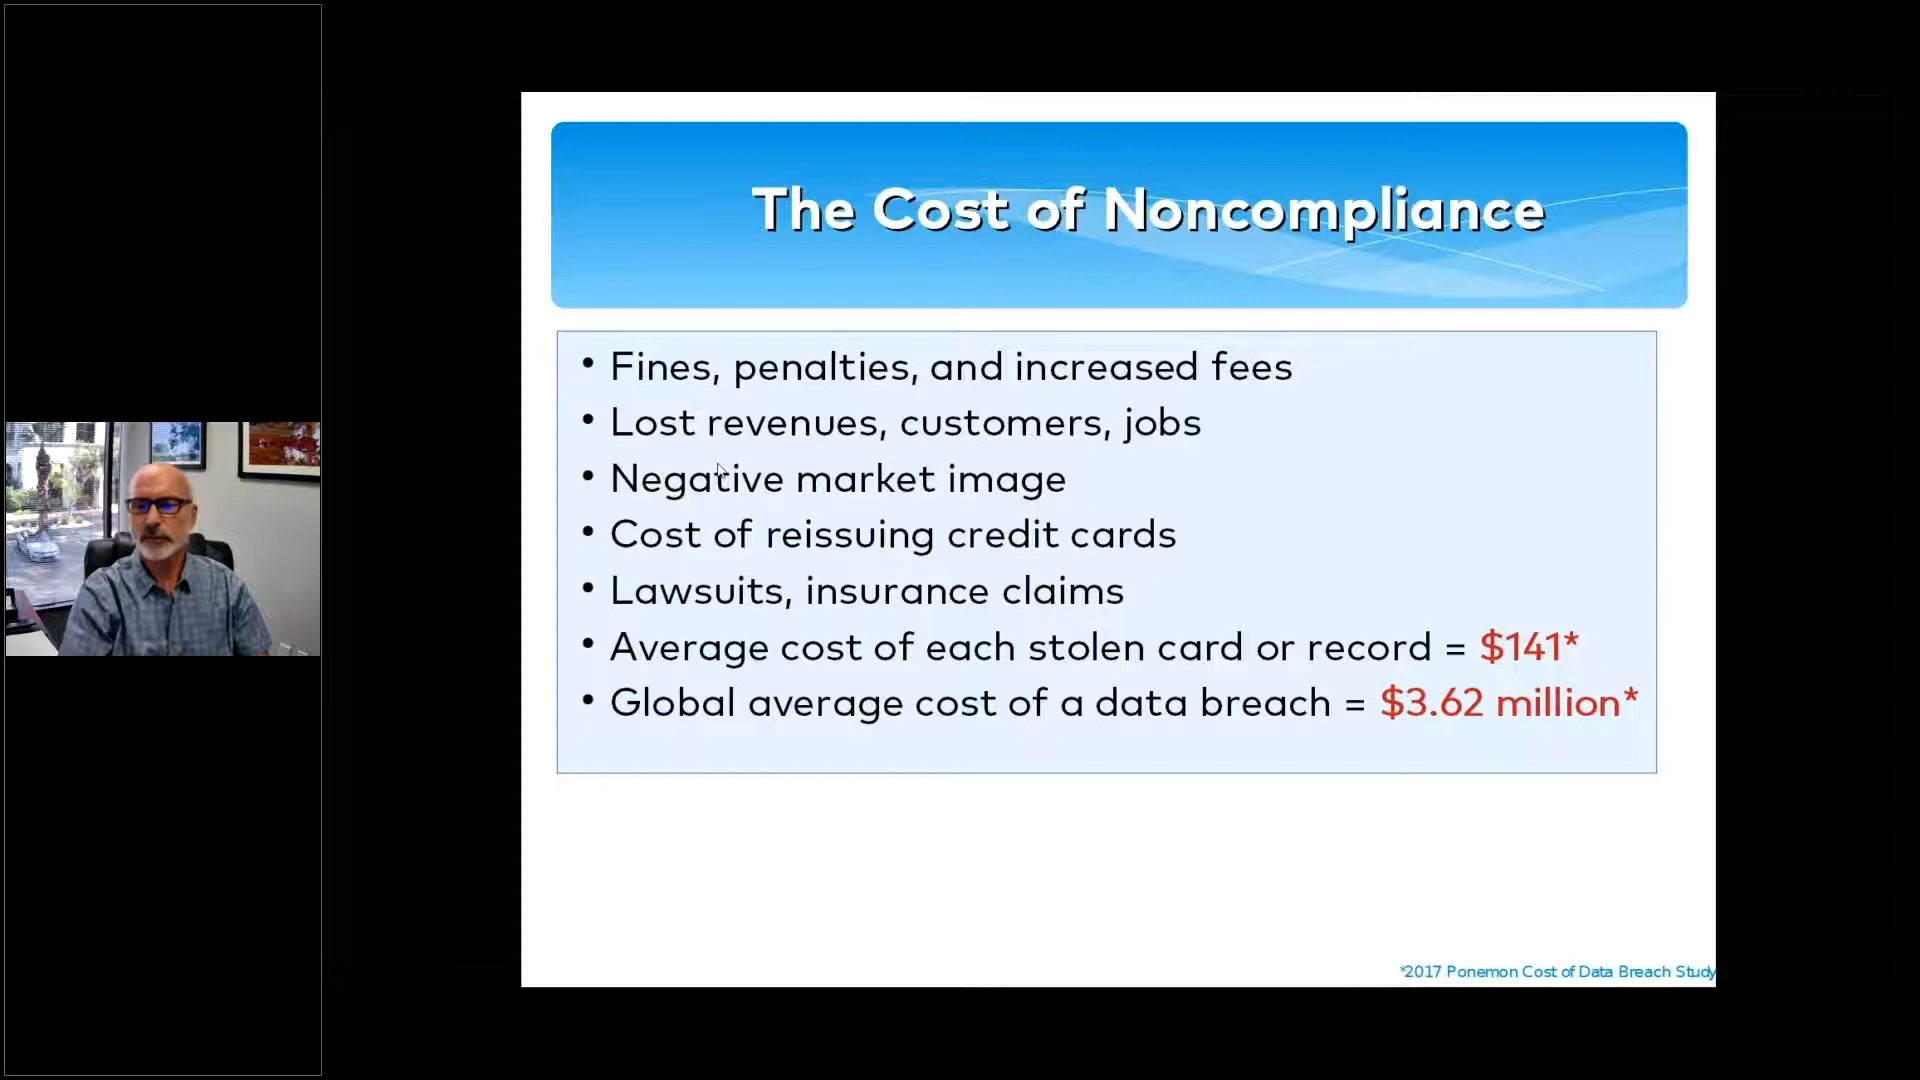 The Cost of Noncompliance
• Fines, penalties, and increased fees
• Lost revenues, customers, jobs
• Negative market image
• Cost of reissuing credit cards
• Lawsuits, insurance claims
• Average cost of each stolen card or record = $141*
• Global average cost of a data breach = $3.62 million*
*2017 Ponemon Cost of Data Breach Study